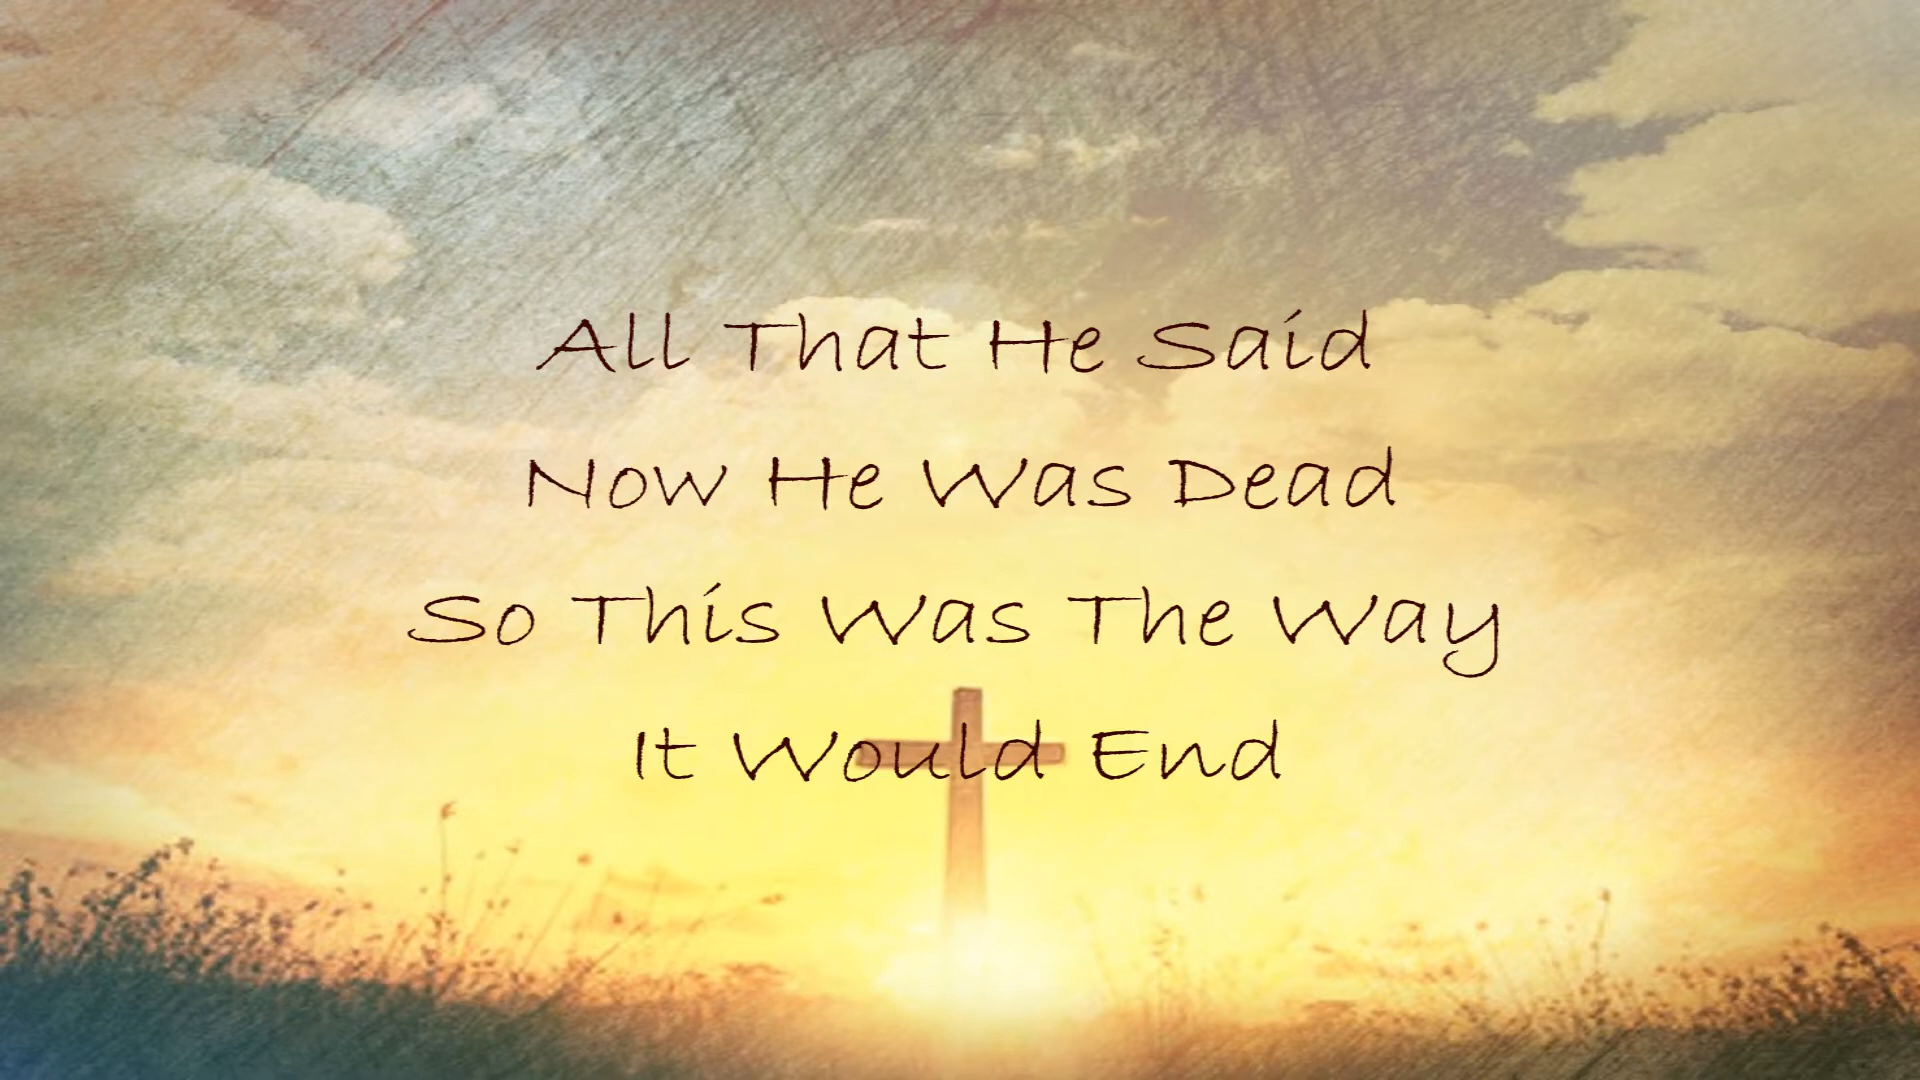 All That He Said
Now He Was Dead
So This Was The Way
It Would End